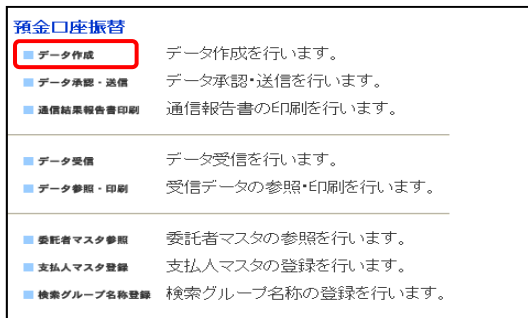 預金口座振替
データ作成 データ作成を行います。
データ承認・送信 データ承認・送信を行います。
通信結果報告書印刷 通信報告書の印刷を行います。
データ受信 データ受信を行います。
データ参照・印刷 受信データの参照・印刷を行います。
委託者マスタ参照 委託者マスタの参照を行います。
支払人マスタ登録 支払人マスタの登録を行います。
検索グループ名称登録 検索グループ名称の登録を行います。